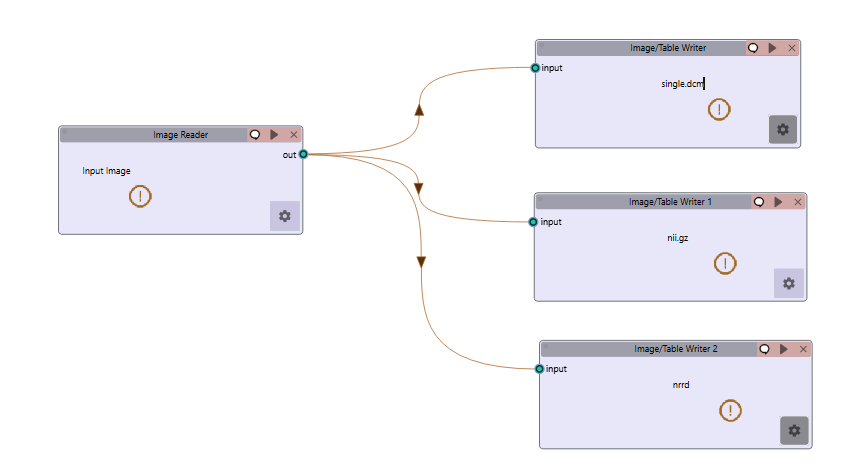 Image/Table Writer
input
single.dcm
Image Reader
out
Input Image
Image/Table Writer 1
input
nii.gz
Image/Table Writer 2
input
nrrd